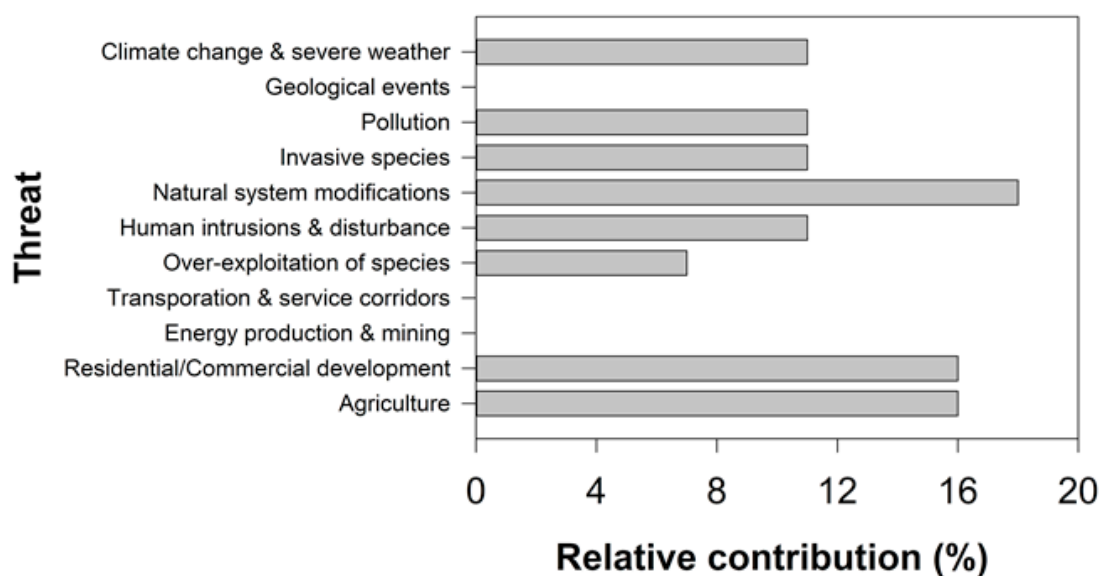 Climate change & severe weather
Geological events
Pollution
Invasive species
Natural system modifications
Human intrusions & disturbance
Over-exploitation of species
Transporation & service corridors
Energy production & mining
Residential/Commercial development
Agriculture
Threat
0 4 8 12 16 20
Relative contribution (%)